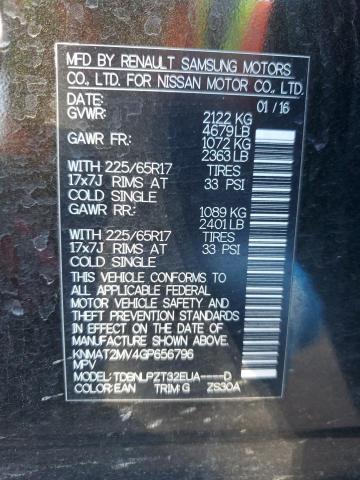 MFD BY RENAULT SAMSUNG MOTORS
CO, LTD. FOR NISSAN MOTOR CO., LTD.
DATE: 01 / 16
GVWR: 2122 KG
4679 LB
GAWR FR: 1072 KG
2363 LB
WITH 225/65R17 TIRES
17x7J RIMS AT 33 PSI
COLD SINGLE
GAWR RR: 1089 KG
2401 LB
WITH 225/65R17 TIRES
17x7J RIMS AT 33 PSI
COLD SINGLE
THIS VEHICLE CONFORMS TO
ALL APPLICABLE FEDERAL
MOTOR VEHICLE SAFETY AND
THEFT PREVENTION STANDARDS
IN EFFECT ON THE DATE OF
MANUFACTURE SHOWN ABOVE.
KNMAT2MV4GP656796
MPV
MODEL:TDBNLPZT32EUA----D
COLOR:EAN TRIM:G ZS30A